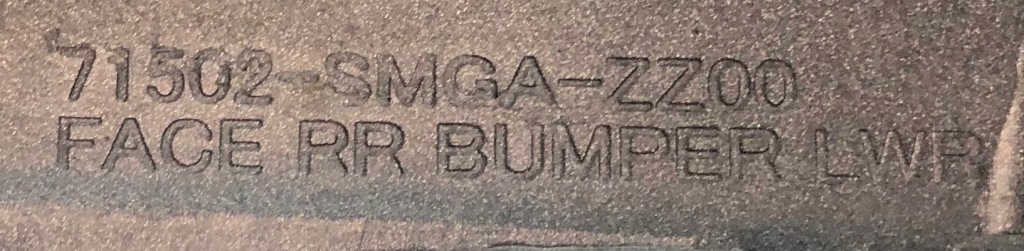 71502-SMGA-ZZ00
FACE RR BUMPER LWR